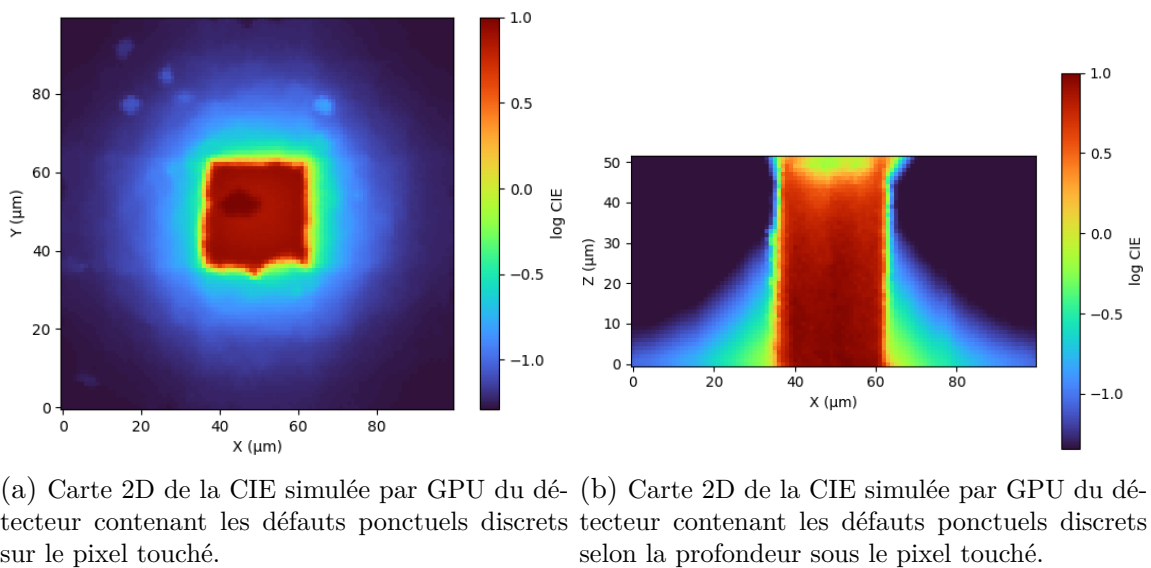 1.0
0.5
0.0
−0.5
−1.0
log CIE
80
60
40
20
0
Y (µm)
0 20 40 60 80
X (µm)
1.0
0.5
0.0
−0.5
−1.0
log CIE
50
40
30
20
10
0
Z (µm)
0 20 40 60 80
X (µm)
(a) Carte 2D de la CIE simulée par GPU du dé-
tecteur contenant les défauts ponctuels discrets
sur le pixel touché.
(b) Carte 2D de la CIE simulée par GPU du dé-
tecteur contenant les défauts ponctuels discrets
selon la profondeur sous le pixel touché.